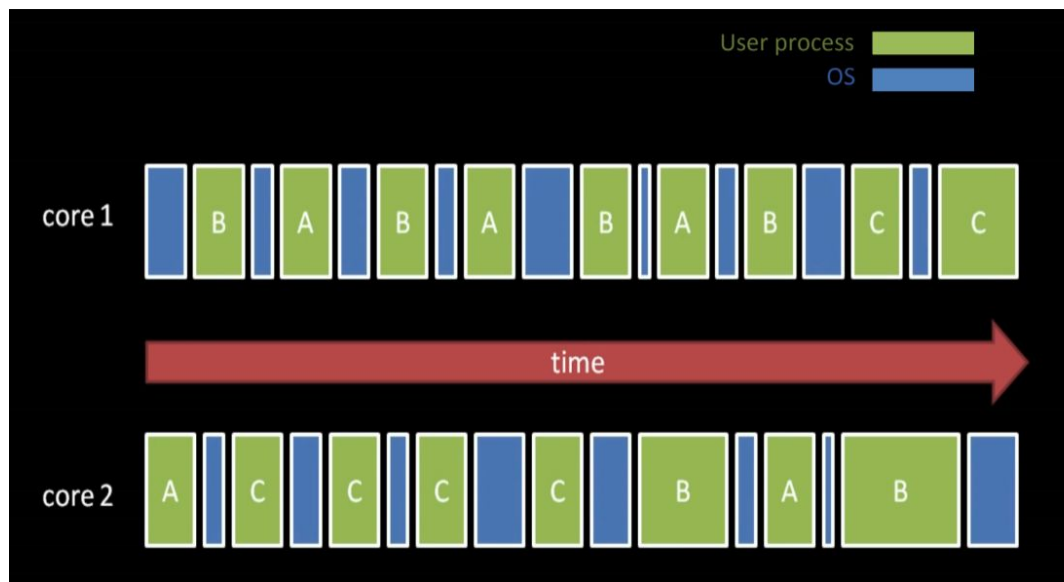 User process
OS
core 1
B A B A B A B C C
time
core 2
A C C C C B A B